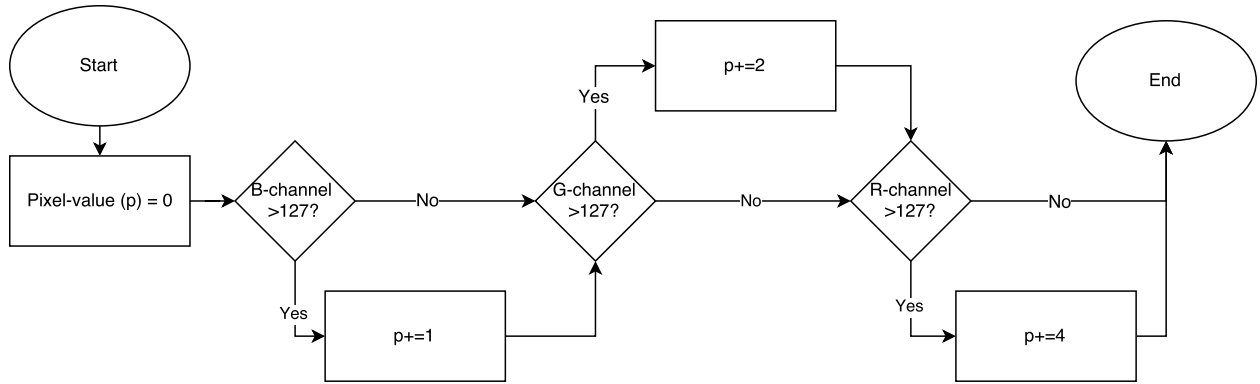 Start
Pixel-value (p) = 0
B-channel
>127?
No
Yes
p+=1
G-channel
>127?
Yes
p+=2
No
R-channel
>127?
No
Yes
p+=4
End